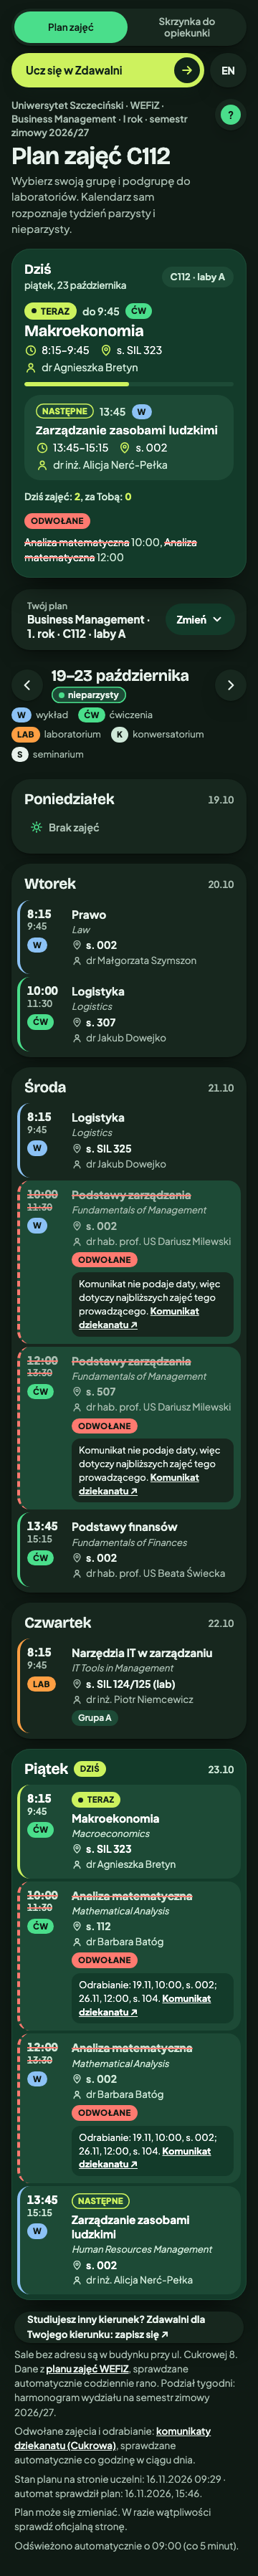 Plan zajęć
Skrzynka do
opiekunki
Ucz się w Zdawalni
EN
Uniwersytet Szczeciński · WEFiZ ·
Business Management · I rok · semestr
zimowy 2026/27
?
Plan zajęć C112
Wybierz swoją grupę i podgrupę do
laboratoriów. Kalendarz sam
rozpoznaje tydzień parzysty i
nieparzysty.
Dziś
piątek, 23 października
C112 · laby A
TERAZ do 9:45 ĆW
Makroekonomia
8:15–9:45 s. SIL 323
dr Agnieszka Bretyn
NASTĘPNE 13:45 W
Zarządzanie zasobami ludzkimi
13:45–15:15 s. 002
dr inż. Alicja Nerć-Pełka
Dziś zajęć: 2, za Tobą: 0
ODWOŁANE
Analiza matematyczna 10:00, Analiza
matematyczna 12:00
Twój plan
Business Management ·
1. rok · C112 · laby A
Zmień
19–23 października
nieparzysty
W wykład ĆW ćwiczenia
LAB laboratorium K konwersatorium
S seminarium
Poniedziałek 19.10
Brak zajęć
Wtorek 20.10
8:15 Prawo
9:45 Law
W s. 002
dr Małgorzata Szymszon
10:00 Logistyka
11:30 Logistics
ĆW s. 307
dr Jakub Dowejko
Środa 21.10
8:15 Logistyka
9:45 Logistics
W s. SIL 325
dr Jakub Dowejko
10:00 Podstawy zarządzania
11:30 Fundamentals of Management
W s. 002
dr hab. prof. US Dariusz Milewski
ODWOŁANE
Komunikat nie podaje daty, więc
dotyczy najbliższych zajęć tego
prowadzącego. Komunikat
dziekanatu ↗
12:00 Podstawy zarządzania
13:30 Fundamentals of Management
ĆW s. 507
dr hab. prof. US Dariusz Milewski
ODWOŁANE
Komunikat nie podaje daty, więc
dotyczy najbliższych zajęć tego
prowadzącego. Komunikat
dziekanatu ↗
13:45 Podstawy finansów
15:15 Fundamentals of Finances
ĆW s. 002
dr hab. prof. US Beata Świecka
Czwartek 22.10
8:15 Narzędzia IT w zarządzaniu
9:45 IT Tools in Management
LAB s. SIL 124/125 (lab)
dr inż. Piotr Niemcewicz
Grupa A
Piątek DZIŚ 23.10
8:15 TERAZ
9:45 Makroekonomia
ĆW Macroeconomics
s. SIL 323
dr Agnieszka Bretyn
10:00 Analiza matematyczna
11:30 Mathematical Analysis
ĆW s. 112
dr Barbara Batóg
ODWOŁANE
Odrabianie: 19.11, 10:00, s. 002;
26.11, 12:00, s. 104. Komunikat
dziekanatu ↗
12:00 Analiza matematyczna
13:30 Mathematical Analysis
W s. 002
dr Barbara Batóg
ODWOŁANE
Odrabianie: 19.11, 10:00, s. 002;
26.11, 12:00, s. 104. Komunikat
dziekanatu ↗
13:45 NASTĘPNE
15:15 Zarządzanie zasobami
W ludzkimi
Human Resources Management
s. 002
dr inż. Alicja Nerć-Pełka
Studiujesz inny kierunek? Zdawalni dla
Twojego kierunku: zapisz się ↗
Sale bez adresu są w budynku przy ul. Cukrowej 8.
Dane z planu zajęć WEFiZ, sprawdzane
automatycznie codziennie rano. Podział tygodni:
harmonogram wydziału na semestr zimowy
2026/27.
Odwołane zajęcia i odrabianie: komunikaty
dziekanatu (Cukrowa), sprawdzane
automatycznie co godzinę w ciągu dnia.
Stan planu na stronie uczelni: 16.11.2026 09:29 ·
automat sprawdził plan: 16.11.2026, 15:46.
Plan może się zmieniać. W razie wątpliwości
sprawdź oficjalną stronę.
Odświeżono automatycznie o 09:00 (co 5 minut).